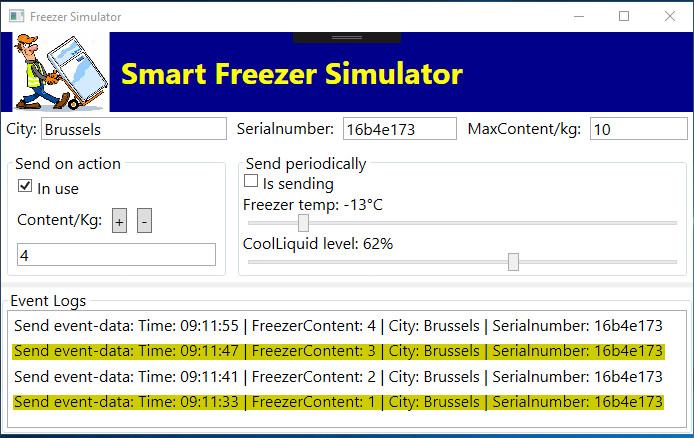 Freezer Simulator
Smart Freezer Simulator
City: Brussels Serialnumber: 16b4e173 MaxContent/kg: 10
Send on action
In use
Content/Kg: + -
4
Send periodically
Is sending
Freezer temp: -13°C
CoolLiquid level: 62%
Event Logs
Send event-data: Time: 09:11:55 | FreezerContent: 4 | City: Brussels | Serialnumber: 16b4e173
Send event-data: Time: 09:11:47 | FreezerContent: 3 | City: Brussels | Serialnumber: 16b4e173
Send event-data: Time: 09:11:41 | FreezerContent: 2 | City: Brussels | Serialnumber: 16b4e173
Send event-data: Time: 09:11:33 | FreezerContent: 1 | City: Brussels | Serialnumber: 16b4e173